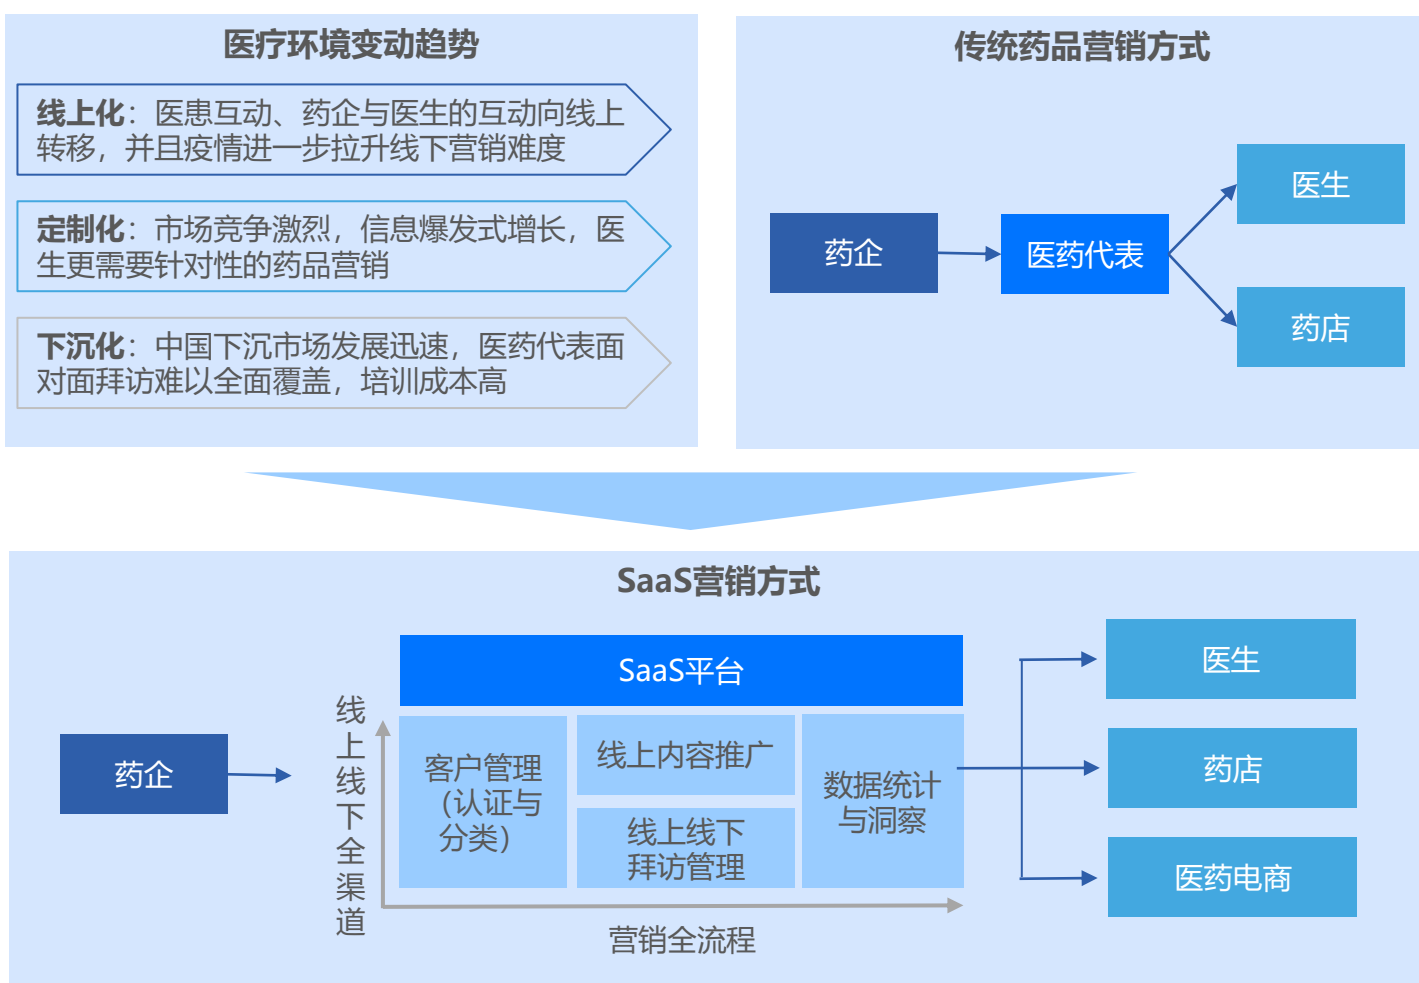 医疗环境变动趋势
线上化：医患互动、药企与医生的互动向线上
转移，并且疫情进一步拉升线下营销难度
定制化：市场竞争激烈，信息爆发式增长，医
生更需要针对性的药品营销
下沉化：中国下沉市场发展迅速，医药代表面
对面拜访难以全面覆盖，培训成本高
传统药品营销方式
药企
医药代表
医生
药店
SaaS营销方式
药企
线上线下全渠道
SaaS平台
客户管理
（认证与
分类）
线上内容推广
线上线下
拜访管理
数据统计
与洞察
营销全流程
医生
药店
医药电商